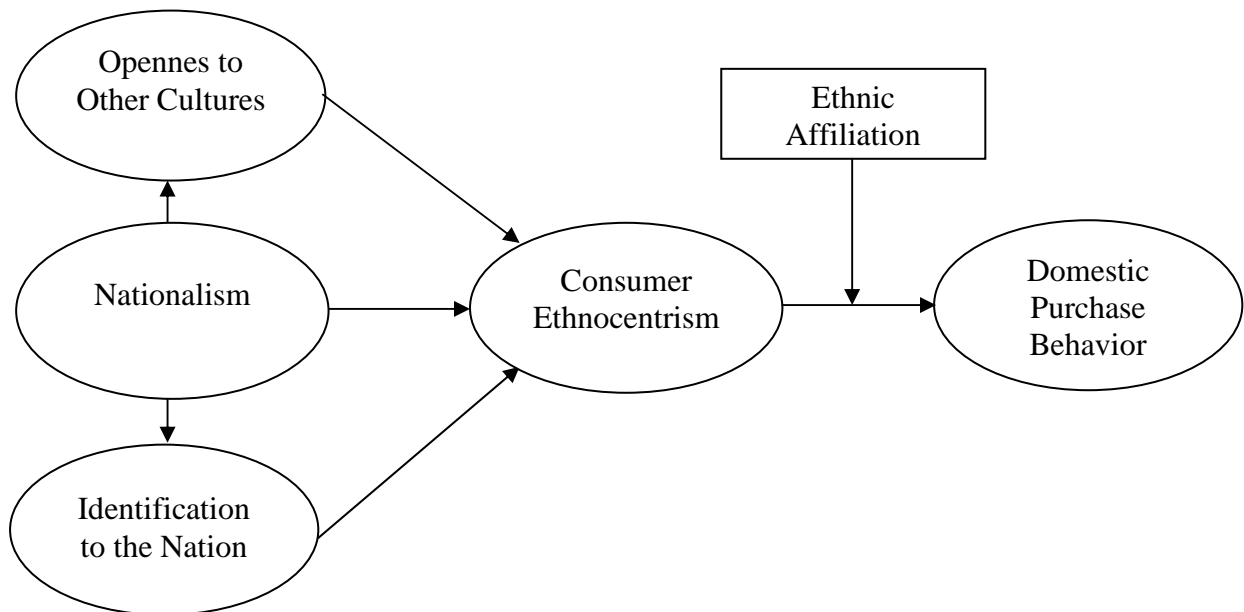 Opennes to
Other Cultures
Ethnic
Affiliation
Nationalism
Consumer
Ethnocentrism
Domestic
Purchase
Behavior
Identification
to the Nation